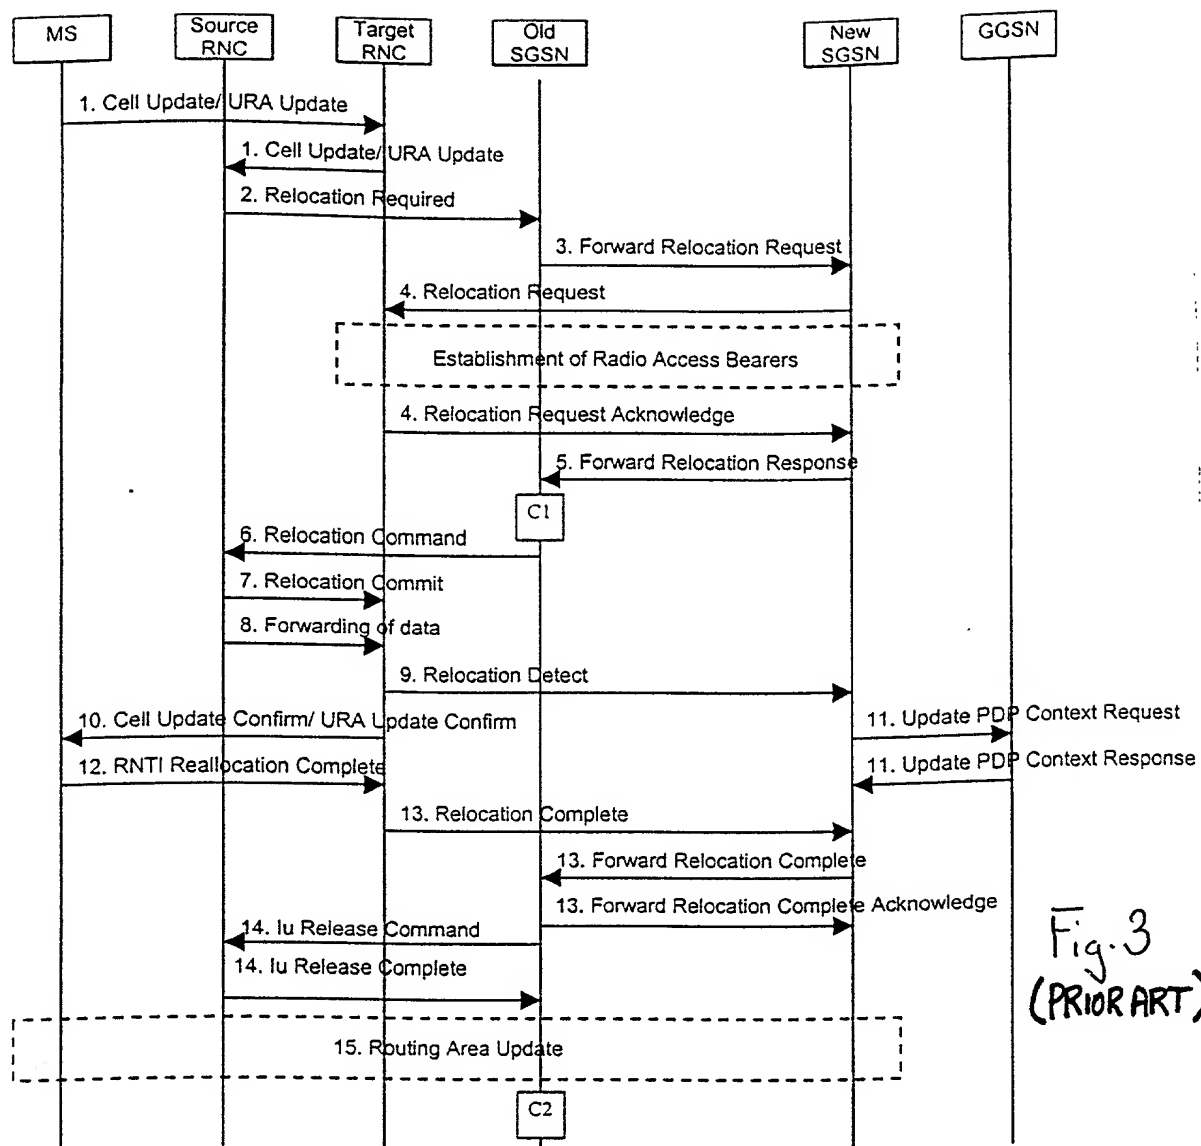 MS
Source
RNC
Target
RNC
Old
SGSN
New
SGSN
GGSN
1. Cell Update/ URA Update
1. Cell Update/ URA Update
2. Relocation Required
3. Forward Relocation Request
4. Relocation Request
Establishment of Radio Access Bearers
4. Relocation Request Acknowledge
5. Forward Relocation Response
C1
6. Relocation Command
7. Relocation Commit
8. Forwarding of data
9. Relocation Detect
10. Cell Update Confirm/ URA Update Confirm
11. Update PDP Context Request
12. RNTI Reallocation Complete
11. Update PDP Context Response
13. Relocation Complete
13. Forward Relocation Complete
13. Forward Relocation Complete Acknowledge
14. Iu Release Command
14. Iu Release Complete
Fig. 3
(PRIOR ART)
15. Routing Area Update
C2